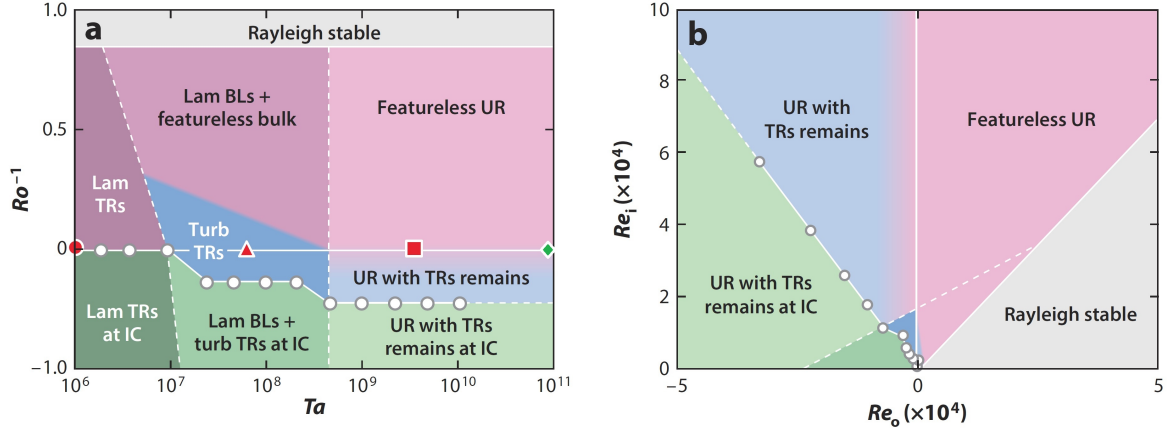 a
Rayleigh stable
Lam BLs +
featureless bulk
Featureless UR
Lam
TRs
Turb
TRs
UR with TRs remains
Lam TRs
at IC
Lam BLs +
turb TRs at IC
UR with TRs
remains at IC
1.0
0.5
0
−1.0
Ro⁻¹
10⁶ 10⁷ 10⁸ 10⁹ 10¹⁰ 10¹¹
Ta
b
UR with
TRs remains
Featureless UR
UR with TRs
remains at IC
Rayleigh stable
10
8
6
4
2
0
Reᵢ (×10⁴)
−5 0 5
Reₒ (×10⁴)